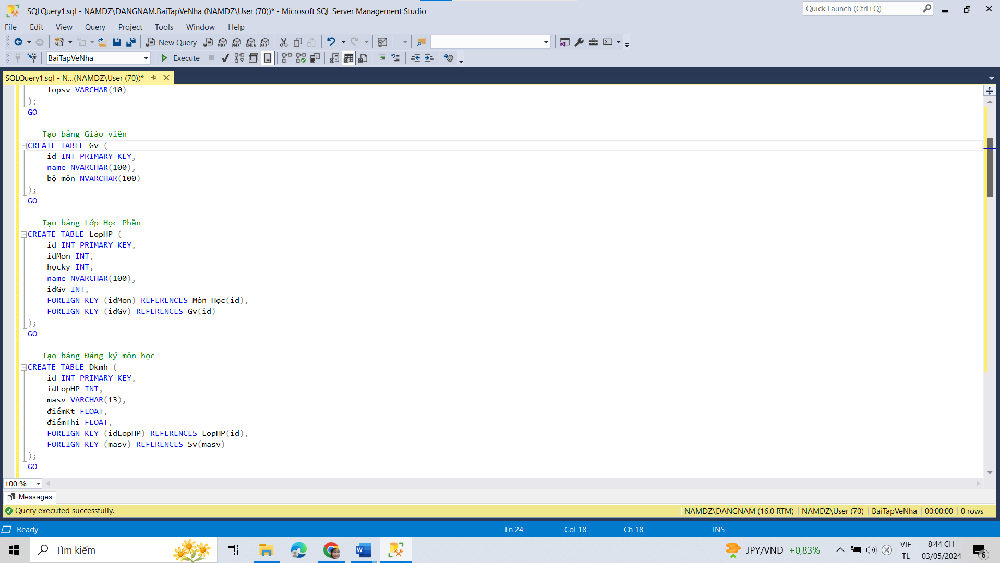 SQLQuery1.sql - NAMDZ\DANGNAM.BaiTapVeNha (NAMDZ\User (70))* - Microsoft SQL Server Management Studio
Quick Launch (Ctrl+Q)
File Edit View Query Project Tools Window Help
New Query MDX DMX XMLA DAX
BaiTapVeNha Execute
SQLQuery1.sql - N...(NAMDZ\User (70))*
lopsv VARCHAR(10)
);
GO
-- Tạo bảng Giáo viên
CREATE TABLE Gv (
id INT PRIMARY KEY,
name NVARCHAR(100),
bộ_môn NVARCHAR(100)
);
GO
-- Tạo bảng Lớp Học Phần
CREATE TABLE LopHP (
id INT PRIMARY KEY,
idMon INT,
họcky INT,
name NVARCHAR(100),
idGv INT,
FOREIGN KEY (idMon) REFERENCES Môn_Học(id),
FOREIGN KEY (idGv) REFERENCES Gv(id)
);
GO
-- Tạo bảng Đăng ký môn học
CREATE TABLE Dkmh (
id INT PRIMARY KEY,
idLopHP INT,
masv VARCHAR(13),
điểmKt FLOAT,
điểmThi FLOAT,
FOREIGN KEY (idLopHP) REFERENCES LopHP(id),
FOREIGN KEY (masv) REFERENCES Sv(masv)
);
GO
100 %
Messages
Query executed successfully. NAMDZ\DANGNAM (16.0 RTM) NAMDZ\User (70) BaiTapVeNha 00:00:00 0 rows
Ready Ln 24 Col 18 Ch 18 INS
Tìm kiếm JPY/VND +0,83% VIE 8:44 CH
TL 03/05/2024 6